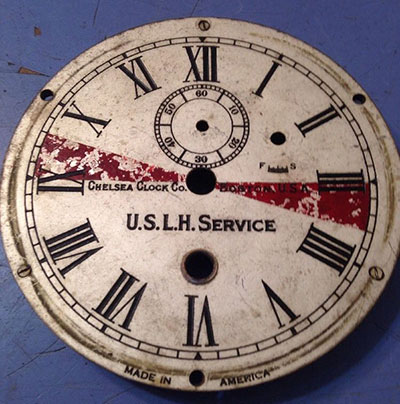 XII
I
II
III
IIII
V
VI
VII
VIII
IX
X
XI
60
10
20
30
40
50
F S
CHELSEA CLOCK CO. BOSTON U.S.A.
U.S.L.H. SERVICE
MADE IN AMERICA